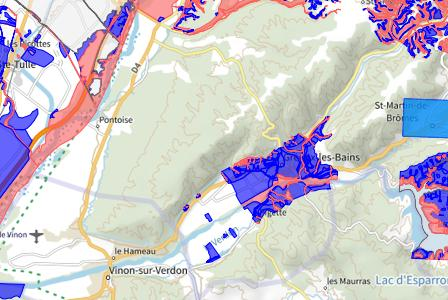 Ste-Tulle
D4
Pontoise
St-Martin-de-
Brômes
les-Bains
de Vinon
le Hameau
Vinon-sur-Verdon
Lac d'Esparro
les Maurras